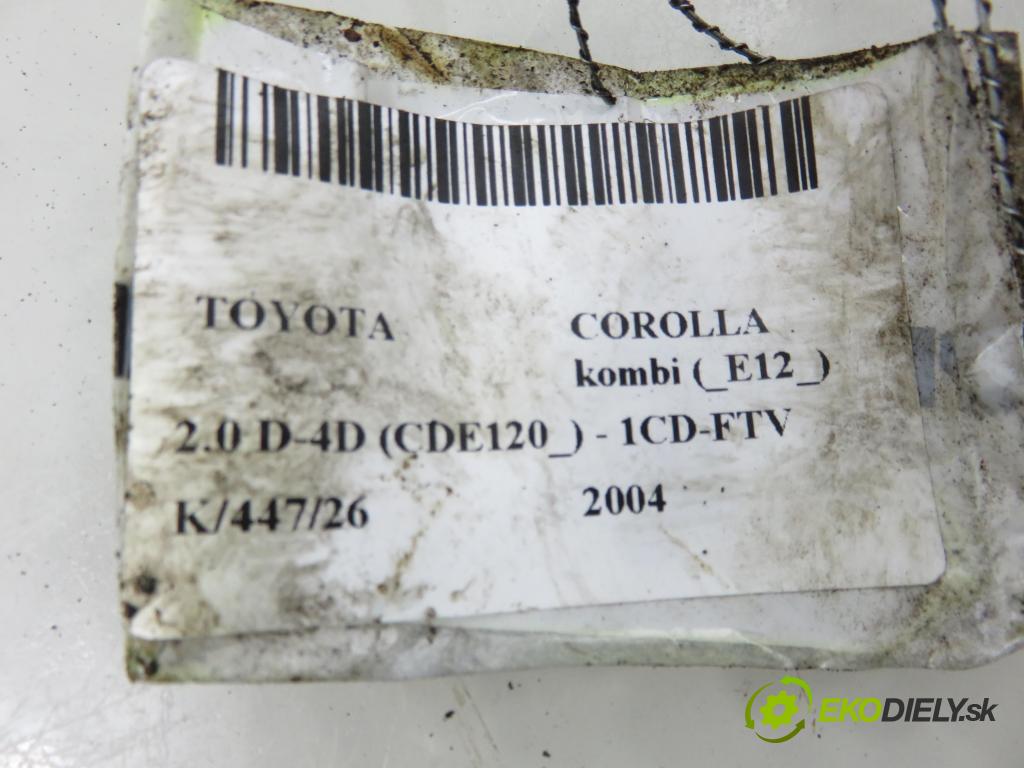 TOYOTA COROLLA
kombi (_E12_)
2.0 D-4D (CDE120_) - 1CD-FTV
K/447/26 2004
EKODIELY.sk